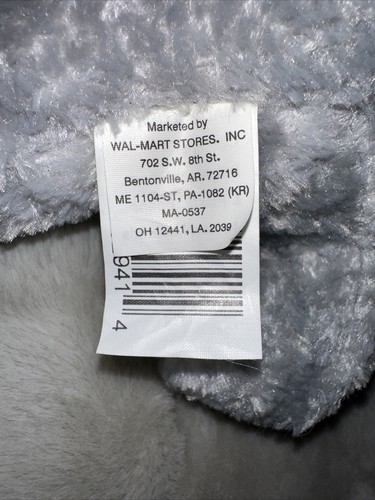 Marketed by
WAL-MART STORES. INC
702 S.W. 8th St.
Bentonville, AR. 72716
ME 1104-ST, PA-1082 (KR)
MA-0537
OH 12441, LA. 2039
941 4